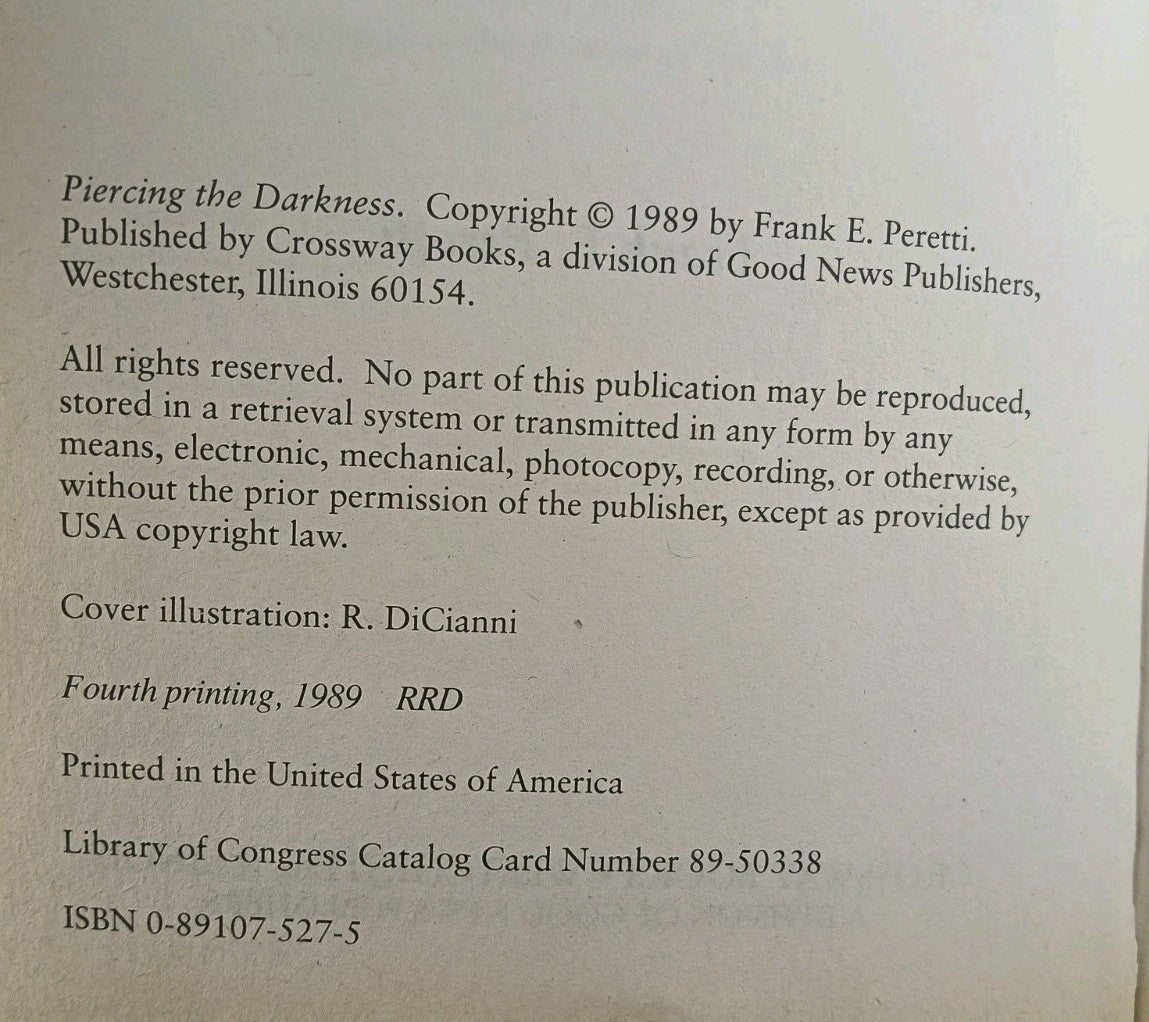 Piercing the Darkness. Copyright © 1989 by Frank E. Peretti.
Published by Crossway Books, a division of Good News Publishers,
Westchester, Illinois 60154.
All rights reserved. No part of this publication may be reproduced,
stored in a retrieval system or transmitted in any form by any
means, electronic, mechanical, photocopy, recording, or otherwise,
without the prior permission of the publisher, except as provided by
USA copyright law.
Cover illustration: R. DiCianni
Fourth printing, 1989 RRD
Printed in the United States of America
Library of Congress Catalog Card Number 89-50338
ISBN 0-89107-527-5